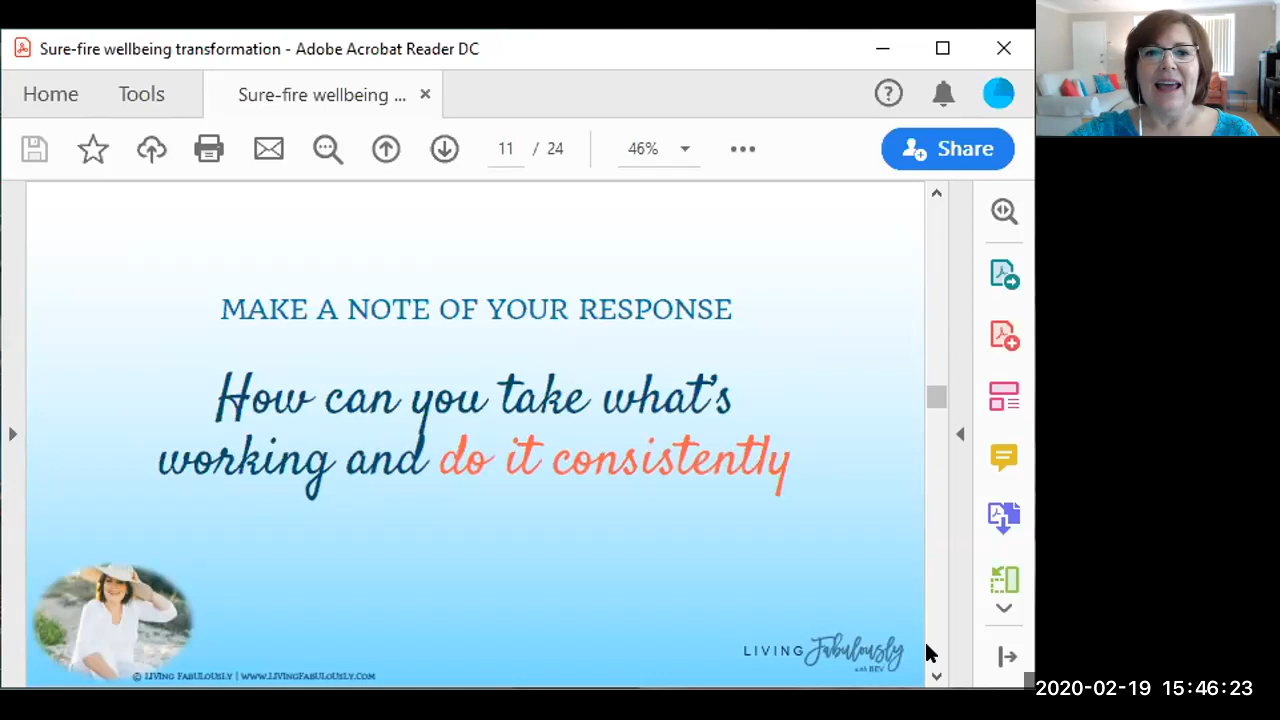 Sure-fire wellbeing transformation - Adobe Acrobat Reader DC
Home
Tools
Sure-fire wellbeing ...
11 / 24
46%
Share
MAKE A NOTE OF YOUR RESPONSE
How can you take what's
working and do it consistently
LIVING Fabulously
with BEV
© LIVING FABULOUSLY | WWW.LIVINGFABULOUSLY.COM
2020-02-19 15:46:23